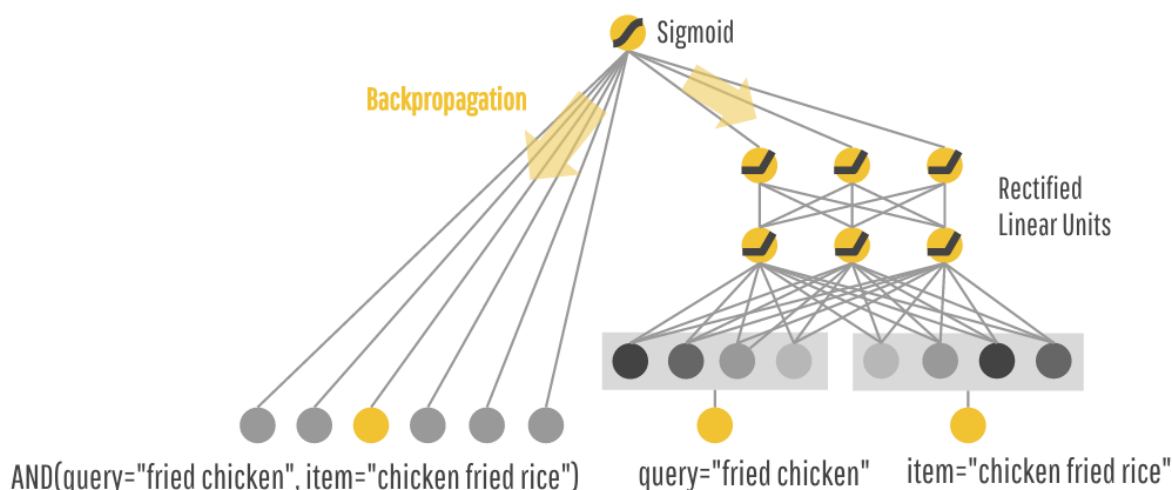 Sigmoid
Backpropagation
Rectified
Linear Units
AND(query="fried chicken", item="chicken fried rice")
query="fried chicken"
item="chicken fried rice"